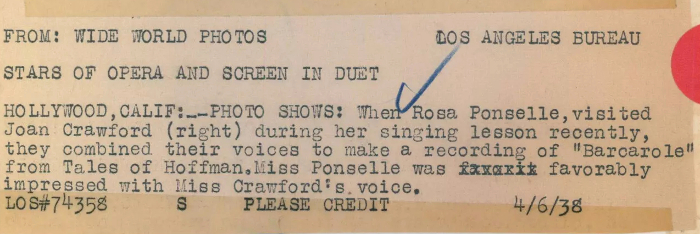 FROM: WIDE WORLD PHOTOS LOS ANGELES BUREAU
STARS OF OPERA AND SCREEN IN DUET
HOLLYWOOD,CALIF:__PHOTO SHOWS: When Rosa Ponselle,visited
Joan Crawford (right) during her singing lesson recently,
they combined their voices to make a recording of "Barcarole"
from Tales of Hoffman.Miss Ponselle was favorably
impressed with Miss Crawford's voice.
LOS#74358 S PLEASE CREDIT 4/6/38